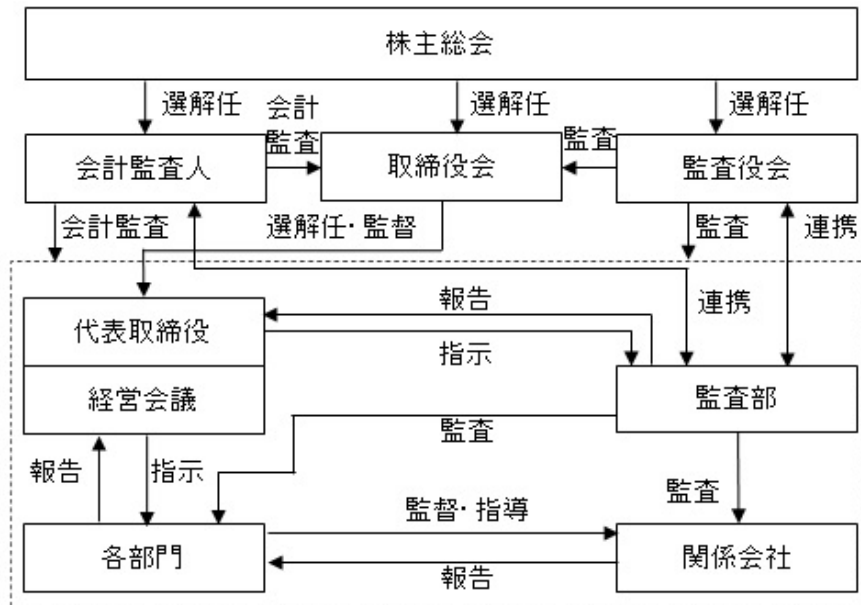 株主総会
選解任
選解任
選解任
会計
監査
監査
会計監査人
取締役会
監査役会
会計監査
選解任・監督
監査
連携
報告
連携
代表取締役
指示
経営会議
監査部
監査
報告
指示
監査
監督・指導
各部門
関係会社
報告